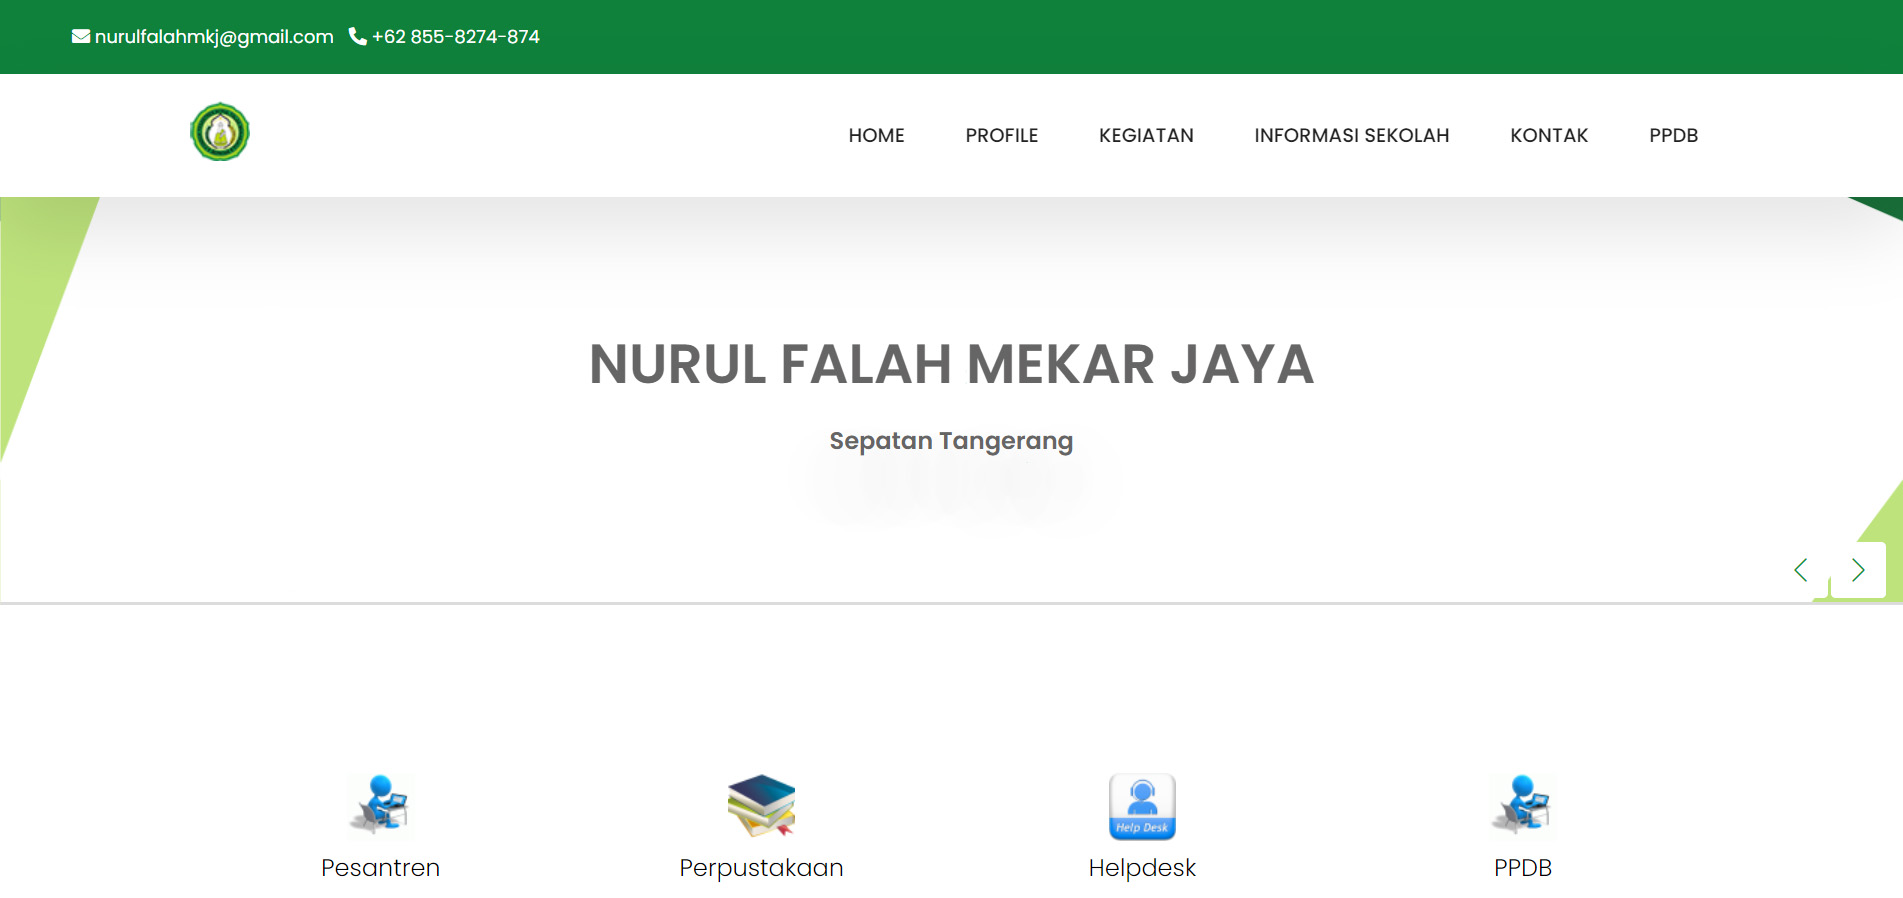 nurulfalahmkj@gmail.com +62 855-8274-874
HOME PROFILE KEGIATAN INFORMASI SEKOLAH KONTAK PPDB
NURUL FALAH MEKAR JAYA
Sepatan Tangerang
Help Desk
Pesantren Perpustakaan Helpdesk PPDB